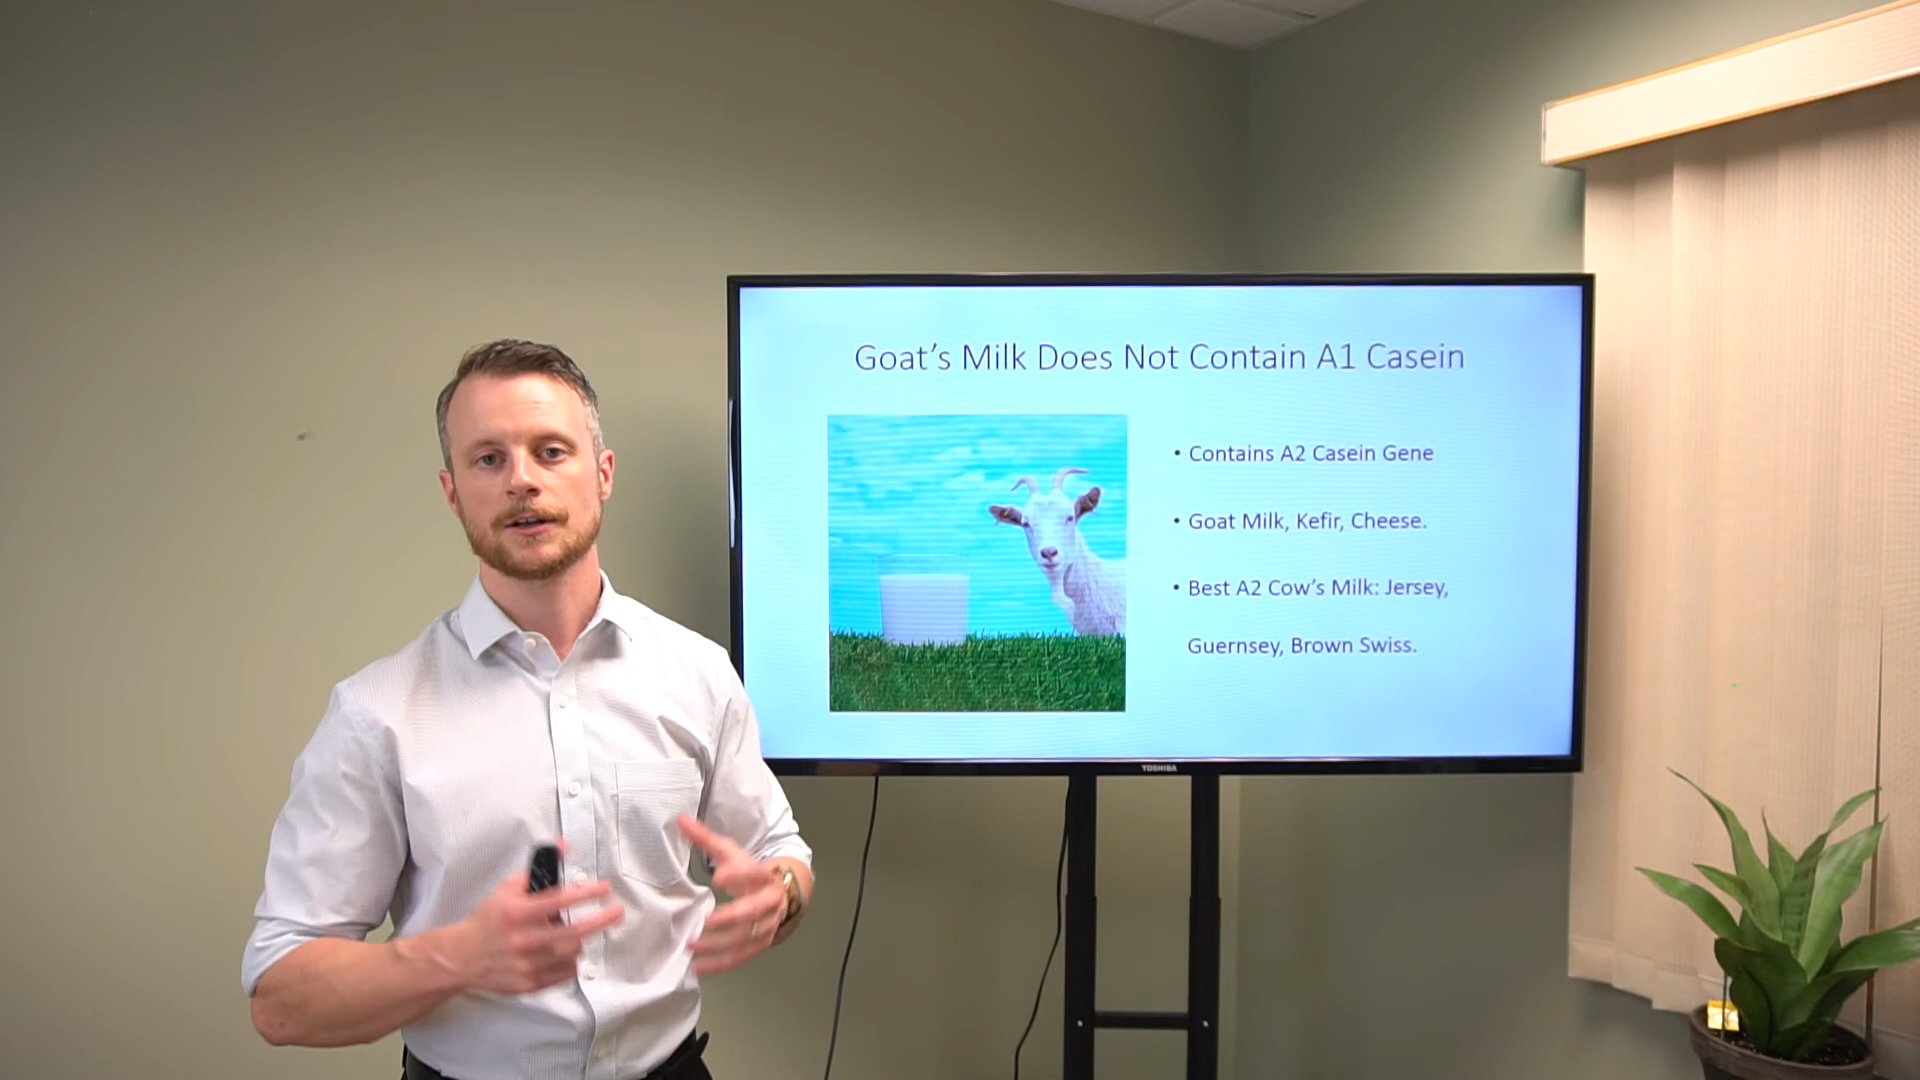 Goat's Milk Does Not Contain A1 Casein
• Contains A2 Casein Gene
• Goat Milk, Kefir, Cheese.
• Best A2 Cow's Milk: Jersey,
Guernsey, Brown Swiss.
TOSHIBA